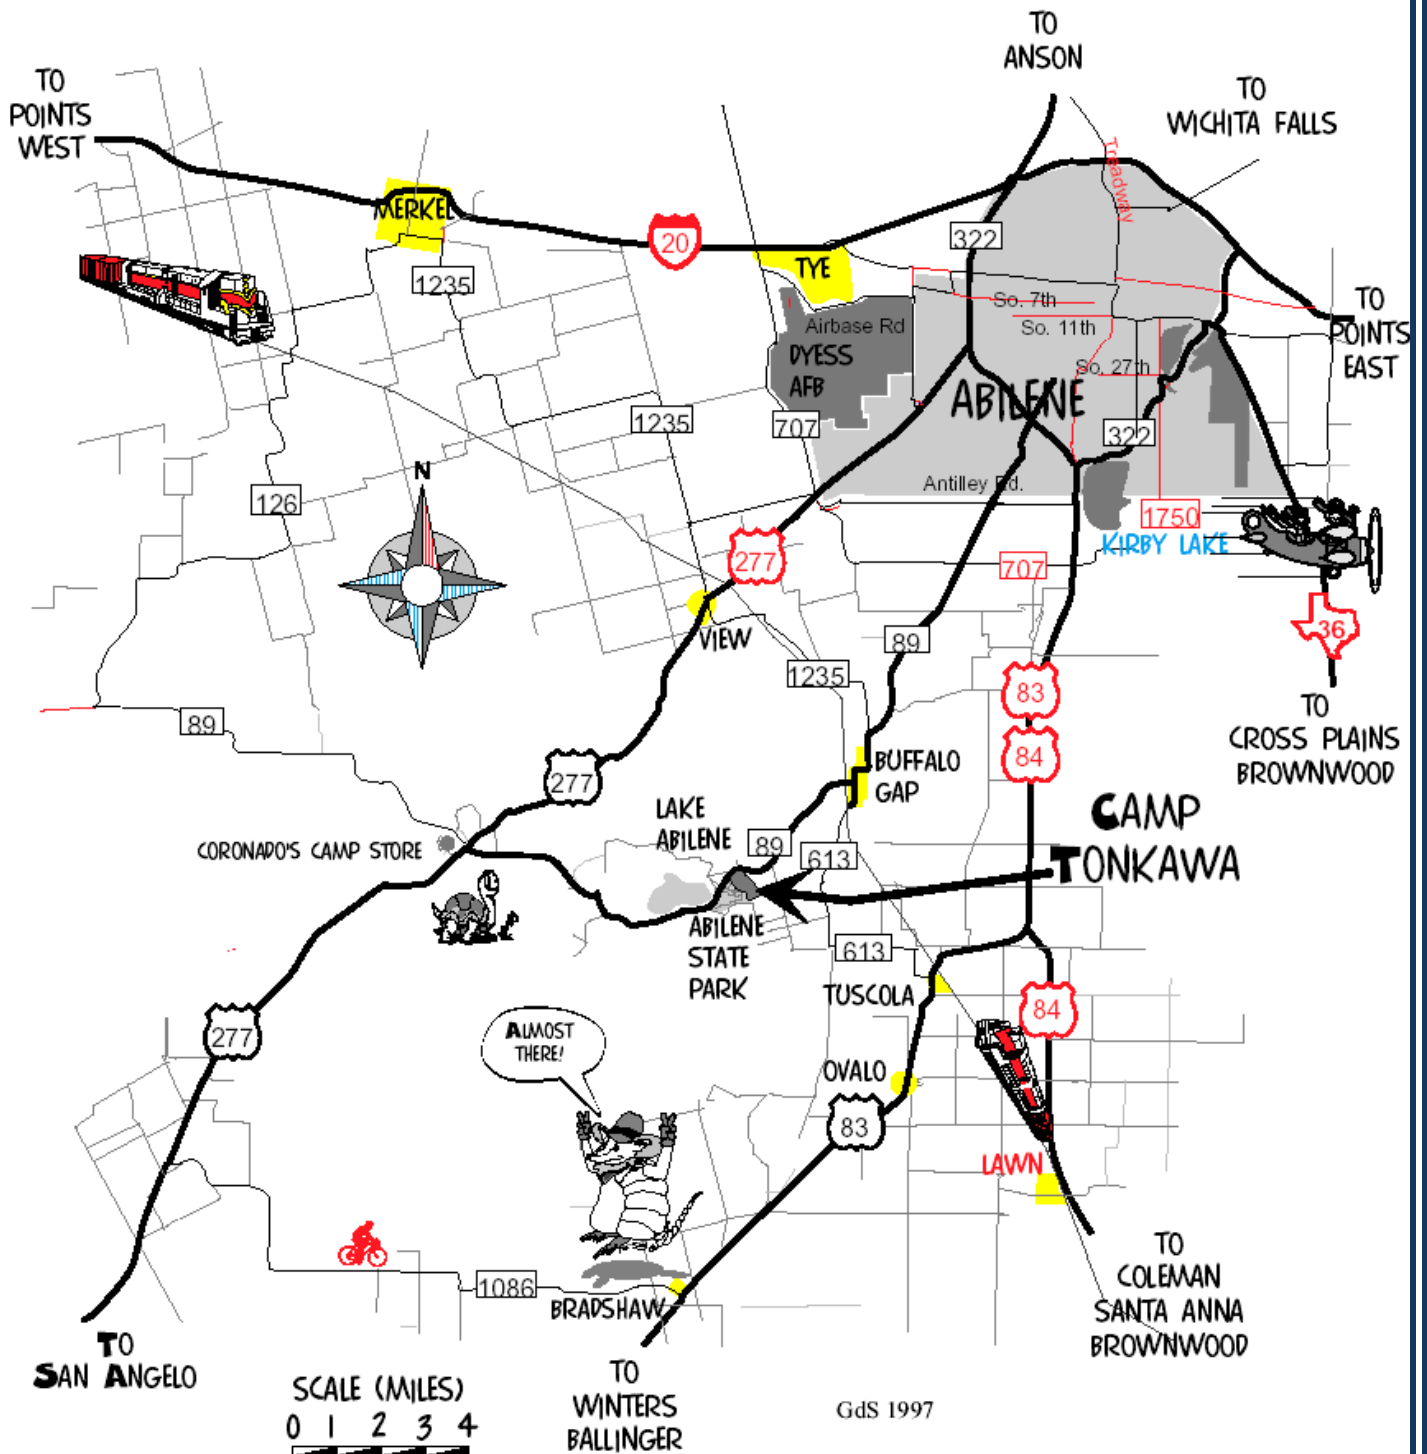 TO
ANSON
TO
POINTS
WEST
TO
WICHITA FALLS
Treadway
MERKEL
322
20
TYE
1235
So. 7th
TO
POINTS
EAST
Airbase Rd
So. 11th
DYESS
AFB
So. 27th
ABILENE
1235
707
322
N
Antilley Rd.
126
1750
KIRBY LAKE
277
707
36
VIEW
89
1235
83
89
TO
CROSS PLAINS
BROWNWOOD
84
BUFFALO
GAP
277
LAKE
ABILENE
CAMP
TONKAWA
CORONADO'S CAMP STORE
89
613
ABILENE
STATE
PARK
613
TUSCOLA
84
277
ALMOST
THERE!
OVALO
83
LAWN
TO
COLEMAN
SANTA ANNA
BROWNWOOD
1086
BRADSHAW
TO
SAN ANGELO
TO
WINTERS
BALLINGER
SCALE (MILES)
0 1 2 3 4
GdS 1997